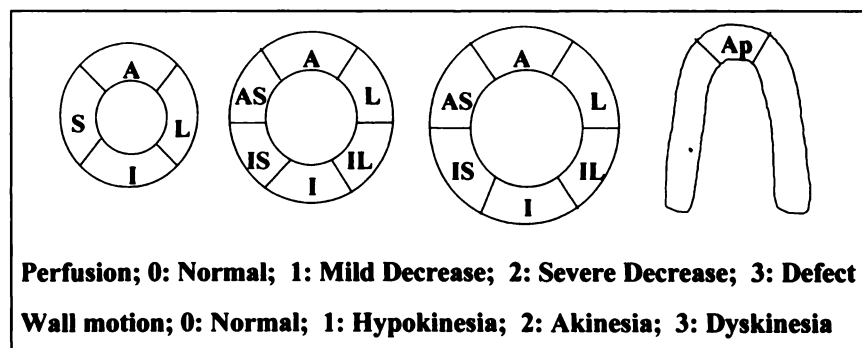 A
S
L
I
A
AS
L
IS
IL
I
A
AS
L
IS
IL
I
Ap
Perfusion; 0: Normal; 1: Mild Decrease; 2: Severe Decrease; 3: Defect
Wall motion; 0: Normal; 1: Hypokinesia; 2: Akinesia; 3: Dyskinesia